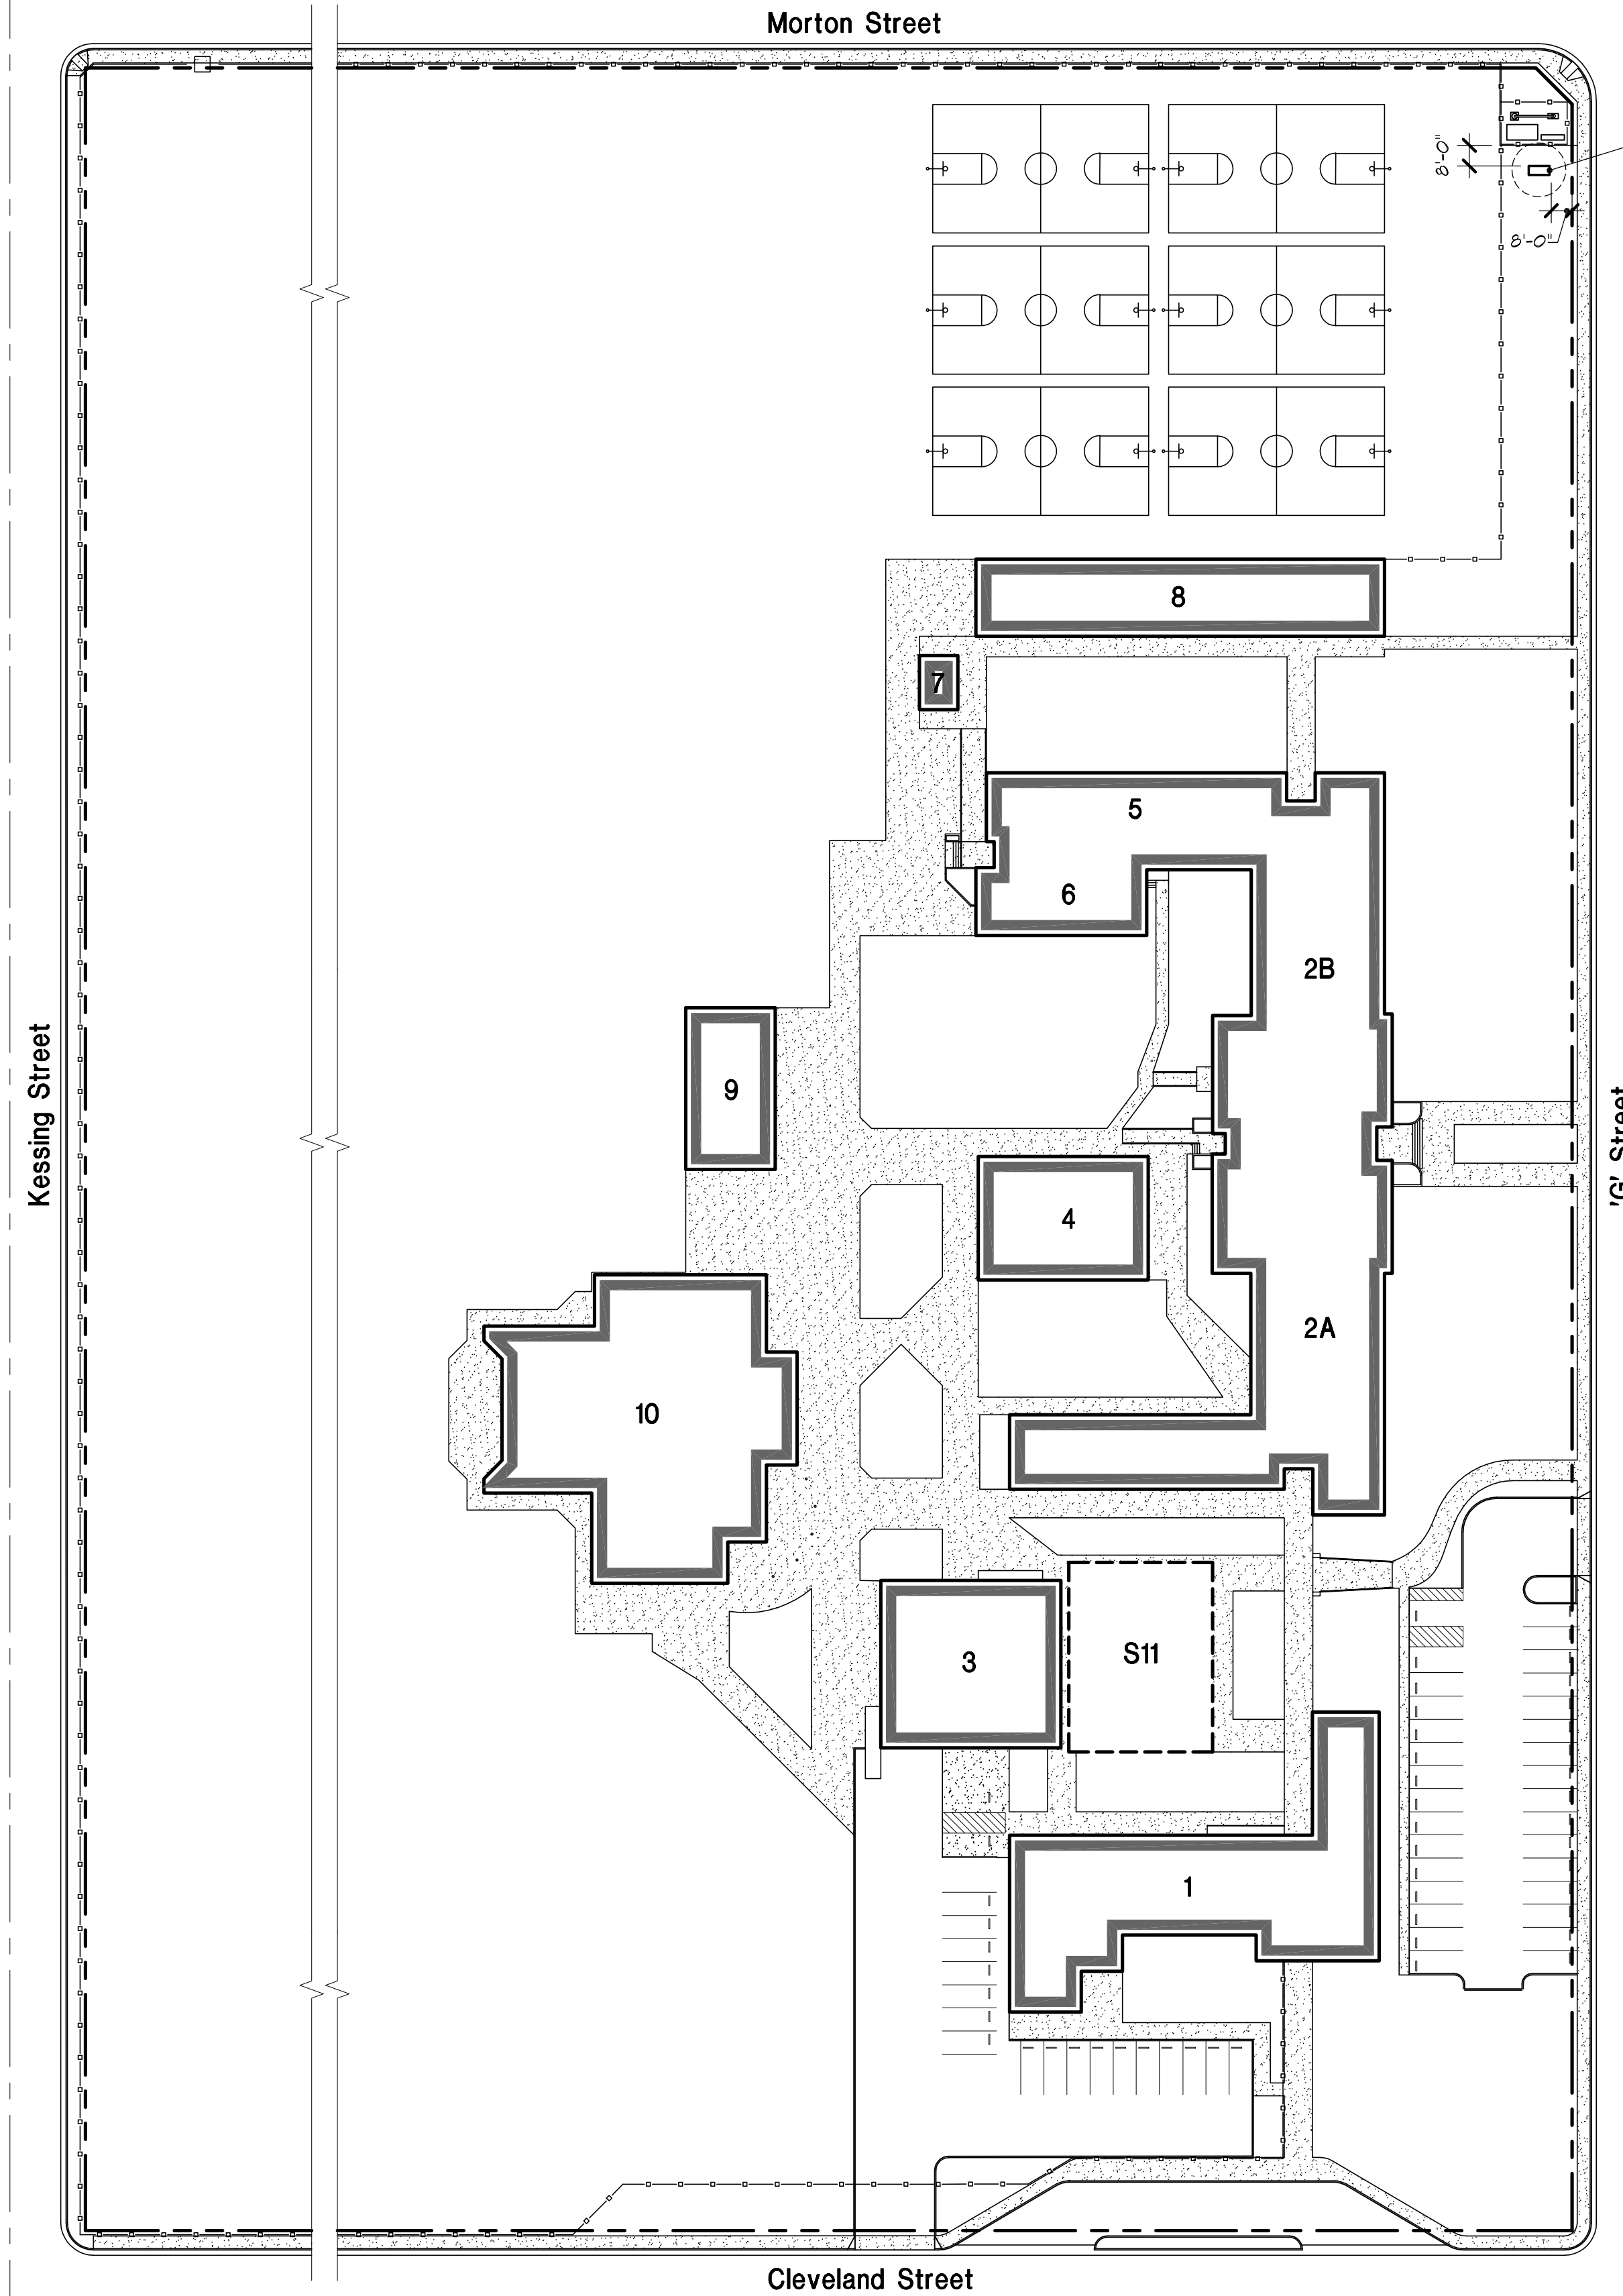 Morton Street
8'-0"
8'-0"
8
7
5
6
2B
Kessing Street
'G' Street
9
4
2A
10
S11
3
1
Cleveland Street